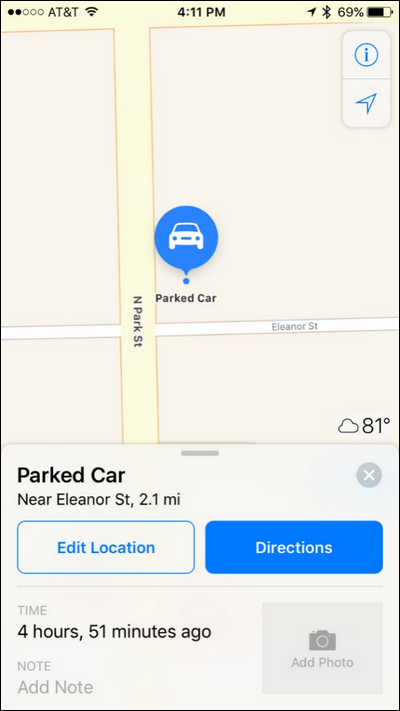 AT&T 4:11 PM 69%
Parked Car
N Park St
Eleanor St
81°
Parked Car
Near Eleanor St, 2.1 mi
Edit Location
Directions
TIME
4 hours, 51 minutes ago
Add Photo
NOTE
Add Note